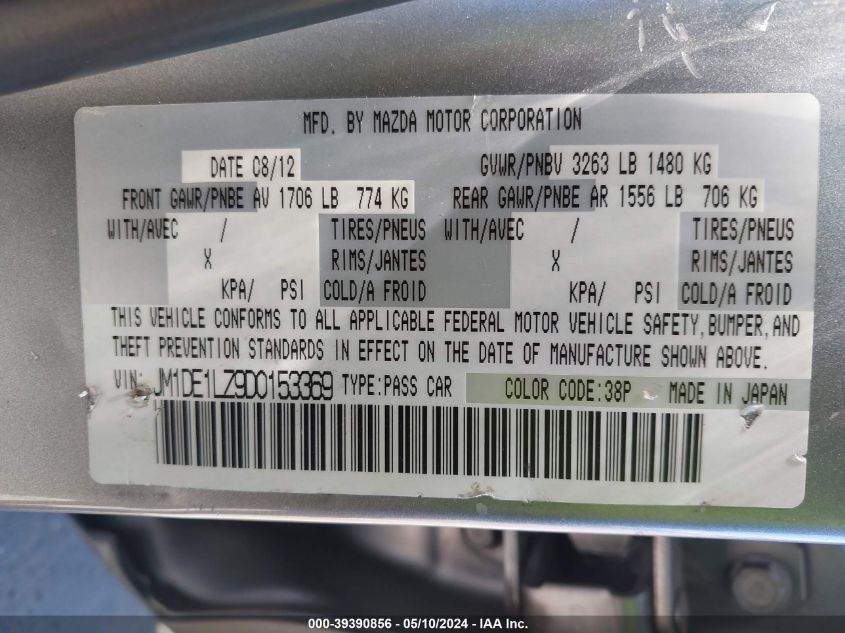 MFD. BY MAZDA MOTOR CORPORATION
DATE 08/12 GVWR/PNBV 3263 LB 1480 KG
FRONT GAWR/PNBE AV 1706 LB 774 KG REAR GAWR/PNBE AR 1556 LB 706 KG
WITH/AVEC / TIRES/PNEUS WITH/AVEC / TIRES/PNEUS
X RIMS/JANTES X RIMS/JANTES
KPA/ PSI COLD/A FROID KPA/ PSI COLD/A FROID
THIS VEHICLE CONFORMS TO ALL APPLICABLE FEDERAL MOTOR VEHICLE SAFETY, BUMPER, AND
THEFT PREVENTION STANDARDS IN EFFECT ON THE DATE OF MANUFACTURE SHOWN ABOVE.
VIN: JM1DE1LZ9D0153369 TYPE:PASS CAR COLOR CODE:38P MADE IN JAPAN
000-39390856 - 05/10/2024 - IAA Inc.